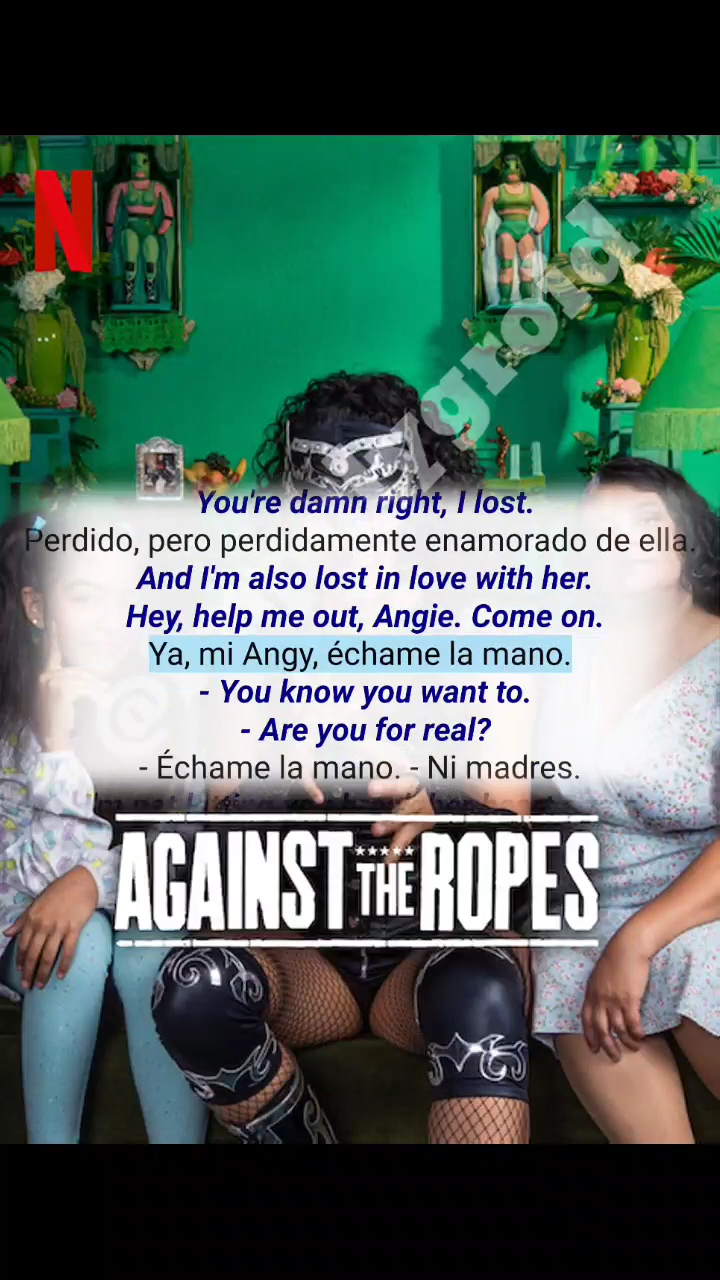 N
You're damn right, I lost.
Perdido, pero perdidamente enamorado de ella.
And I'm also lost in love with her.
Hey, help me out, Angie. Come on.
Ya, mi Angy, échame la mano.
- You know you want to.
- Are you for real?
- Échame la mano. - Ni madres.
AGAINST THE ROPES